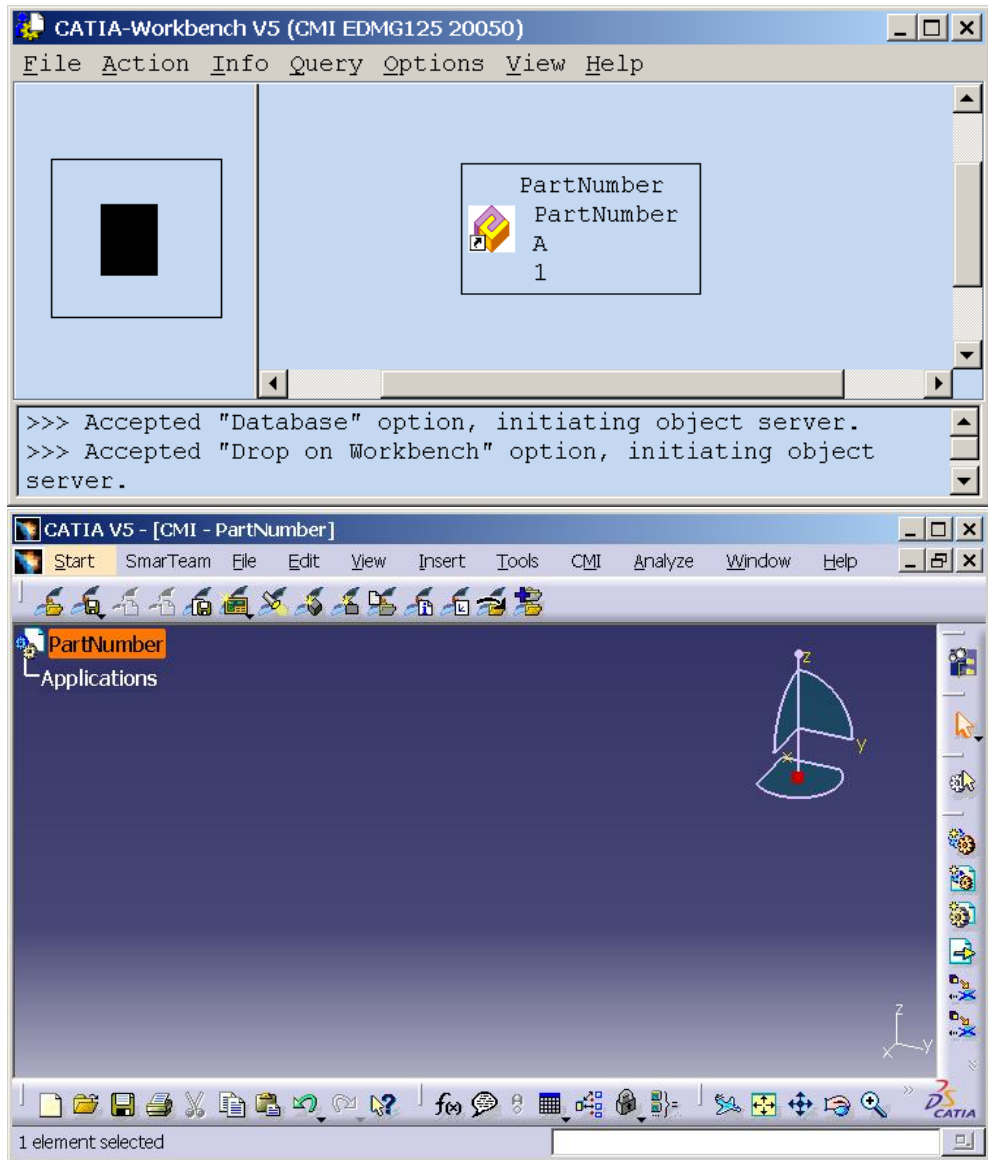 CATIA-Workbench V5 (CMI EDMG125 20050)
File Action Info Query Options View Help
PartNumber
PartNumber
A
1
>>> Accepted "Database" option, initiating object server.
>>> Accepted "Drop on Workbench" option, initiating object
server.
CATIA V5 - [CMI - PartNumber]
Start SmarTeam File Edit View Insert Tools CMI Analyze Window Help
PartNumber
Applications
z
y
x
z
x y
f(x)
DS
CATIA
1 element selected